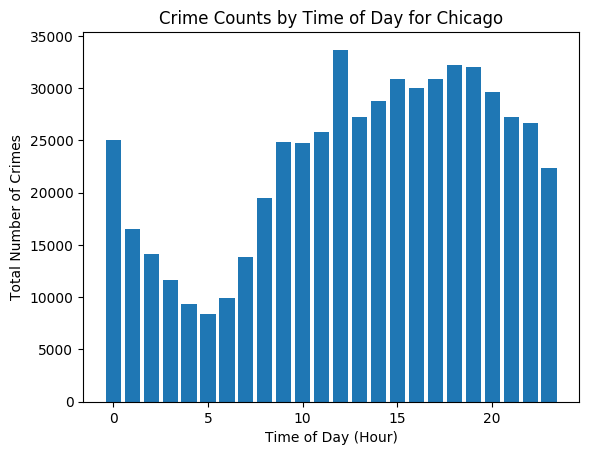 Crime Counts by Time of Day for Chicago
35000
30000
25000
20000
15000
10000
5000
0
Total Number of Crimes
0 5 10 15 20
Time of Day (Hour)